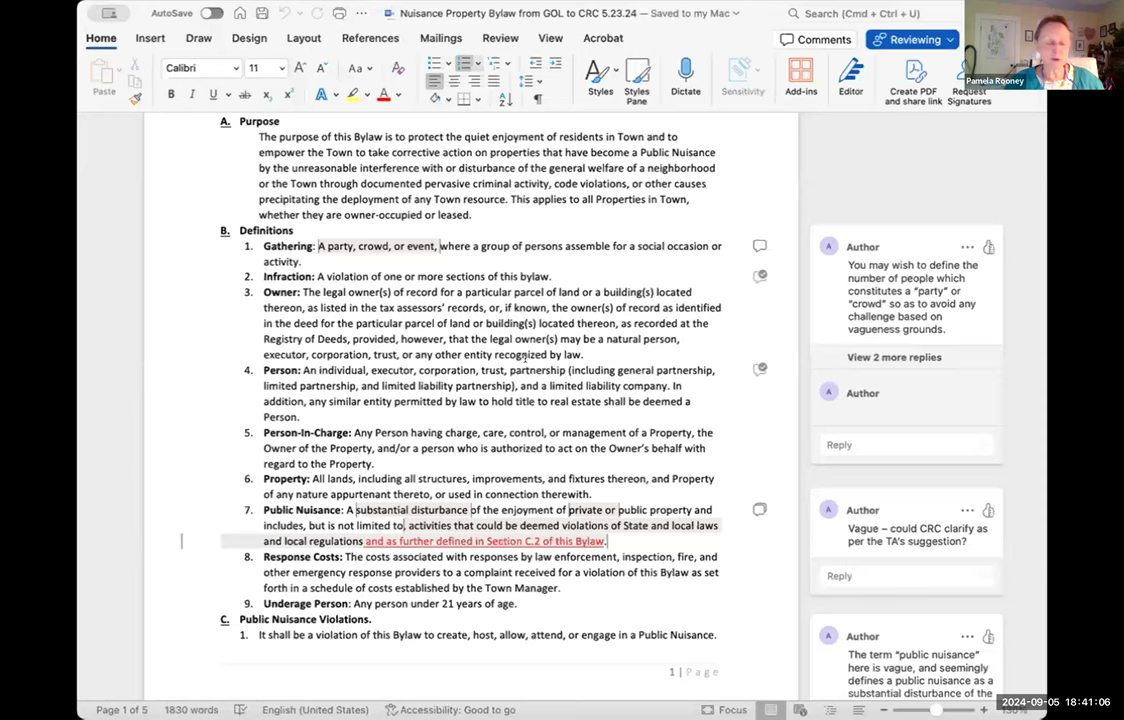 AutoSave
Nuisance Property Bylaw from GOL to CRC 5.23.24 — Saved to my Mac
Search (Cmd + Ctrl + U)
Home Insert Draw Design Layout References Mailings Review View Acrobat
Comments Reviewing
Pamela Rooney
Paste
Calibri 11
Aa
B I U ab x2 x2
A A
Styles
Styles Pane
Dictate
Sensitivity
Add-ins
Editor
Create PDF and share link
Request Signatures
A. Purpose
The purpose of this Bylaw is to protect the quiet enjoyment of residents in Town and to
empower the Town to take corrective action on properties that have become a Public Nuisance
by the unreasonable interference with or disturbance of the general welfare of a neighborhood
or the Town through documented pervasive criminal activity, code violations, or other causes
precipitating the deployment of any Town resource. This applies to all Properties in Town,
whether they are owner-occupied or leased.
B. Definitions
1. Gathering: A party, crowd, or event, where a group of persons assemble for a social occasion or
activity.
2. Infraction: A violation of one or more sections of this bylaw.
3. Owner: The legal owner(s) of record for a particular parcel of land or a building(s) located
thereon, as listed in the tax assessors' records, or, if known, the owner(s) of record as identified
in the deed for the particular parcel of land or building(s) located thereon, as recorded at the
Registry of Deeds, provided, however, that the legal owner(s) may be a natural person,
executor, corporation, trust, or any other entity recognized by law.
4. Person: An individual, executor, corporation, trust, partnership (including general partnership,
limited partnership, and limited liability partnership), and a limited liability company. In
addition, any similar entity permitted by law to hold title to real estate shall be deemed a
Person.
5. Person-In-Charge: Any Person having charge, care, control, or management of a Property, the
Owner of the Property, and/or a person who is authorized to act on the Owner's behalf with
regard to the Property.
6. Property: All lands, including all structures, improvements, and fixtures thereon, and Property
of any nature appurtenant thereto, or used in connection therewith.
7. Public Nuisance: A substantial disturbance of the enjoyment of private or public property and
includes, but is not limited to, activities that could be deemed violations of State and local laws
and local regulations and as further defined in Section C.2 of this Bylaw.
8. Response Costs: The costs associated with responses by law enforcement, inspection, fire, and
other emergency response providers to a complaint received for a violation of this Bylaw as set
forth in a schedule of costs established by the Town Manager.
9. Underage Person: Any person under 21 years of age.
C. Public Nuisance Violations.
1. It shall be a violation of this Bylaw to create, host, allow, attend, or engage in a Public Nuisance.
1 | Page
A Author
You may wish to define the
number of people which
constitutes a "party" or
"crowd" so as to avoid any
challenge based on
vagueness grounds.
View 2 more replies
A Author
Reply
A Author
Vague – could CRC clarify as
per the TA's suggestion?
Reply
A Author
The term "public nuisance"
here is vague, and seemingly
defines a public nuisance as a
substantial disturbance of the
Page 1 of 5 1830 words English (United States) Accessibility: Good to go Focus
2024-09-05 18:41:06